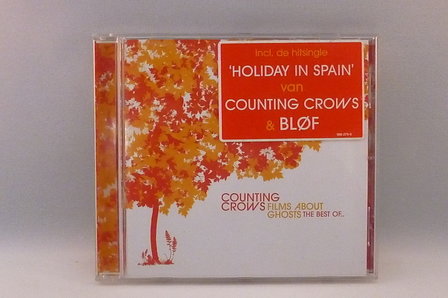 incl. de hitsingle
'HOLIDAY IN SPAIN'
van
COUNTING CROWS
& BLØF
COUNTING
CROWS FILMS ABOUT
GHOSTS THE BEST OF..